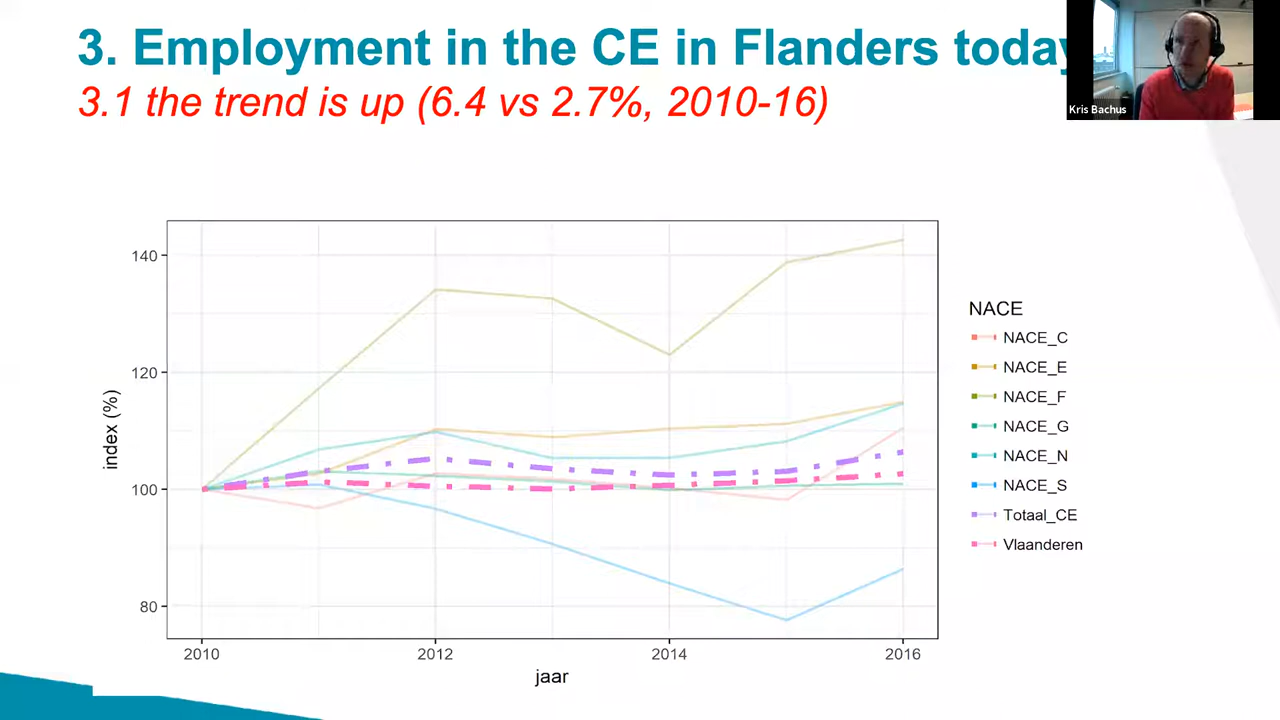 3. Employment in the CE in Flanders today
3.1 the trend is up (6.4 vs 2.7%, 2010-16)
Kris Bachus
140
120
100
80
index (%)
2010
2012
2014
2016
jaar
NACE
NACE_C
NACE_E
NACE_F
NACE_G
NACE_N
NACE_S
Totaal_CE
Vlaanderen